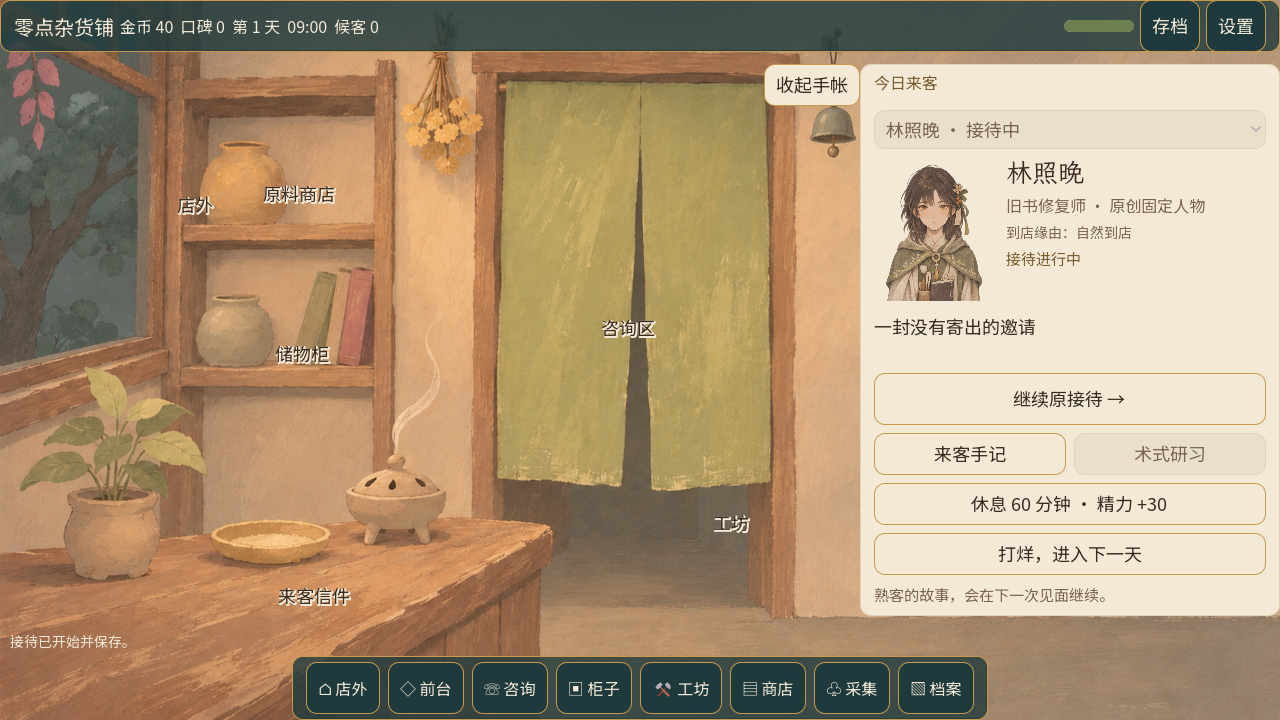 零点杂货铺 金币 40 口碑 0 第 1 天 09:00 候客 0
存档
设置
收起手帐
今日来客
林照晚 · 接待中
林照晚
旧书修复师 · 原创固定人物
到店缘由：自然到店
接待进行中
一封没有寄出的邀请
继续原接待 →
来客手记
术式研习
休息 60 分钟 · 精力 +30
打烊，进入下一天
熟客的故事，会在下一次见面继续。
店外
原料商店
咨询区
储物柜
工坊
来客信件
接待已开始并保存。
店外
前台
咨询
柜子
工坊
商店
采集
档案